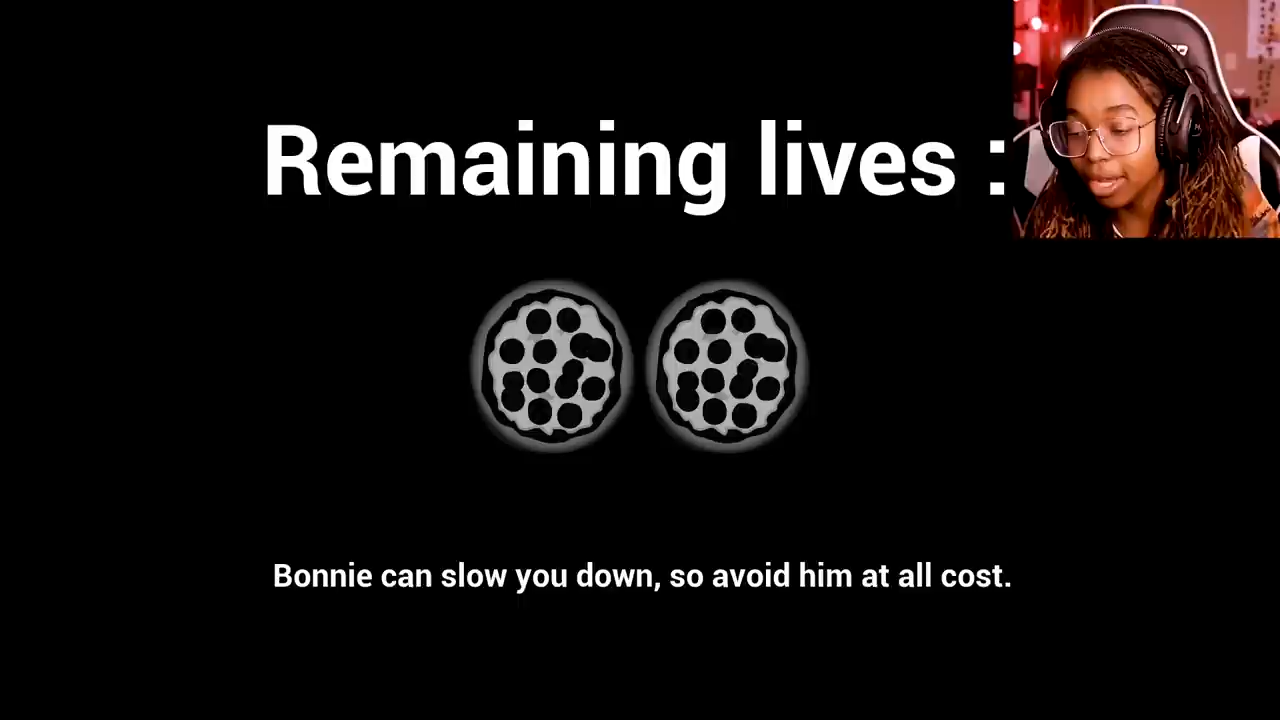 Remaining lives :
Bonnie can slow you down, so avoid him at all cost.